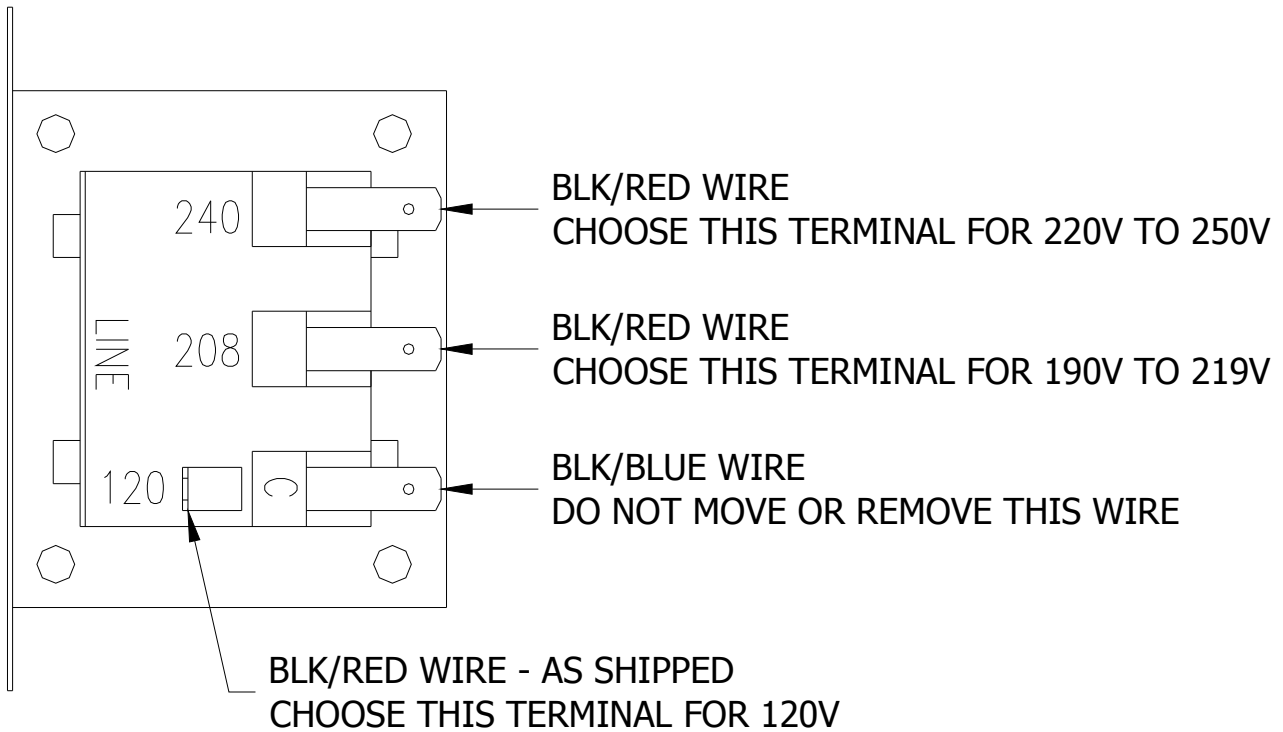 240
BLK/RED WIRE
CHOOSE THIS TERMINAL FOR 220V TO 250V
LINE
208
BLK/RED WIRE
CHOOSE THIS TERMINAL FOR 190V TO 219V
120
C
BLK/BLUE WIRE
DO NOT MOVE OR REMOVE THIS WIRE
BLK/RED WIRE - AS SHIPPED
CHOOSE THIS TERMINAL FOR 120V